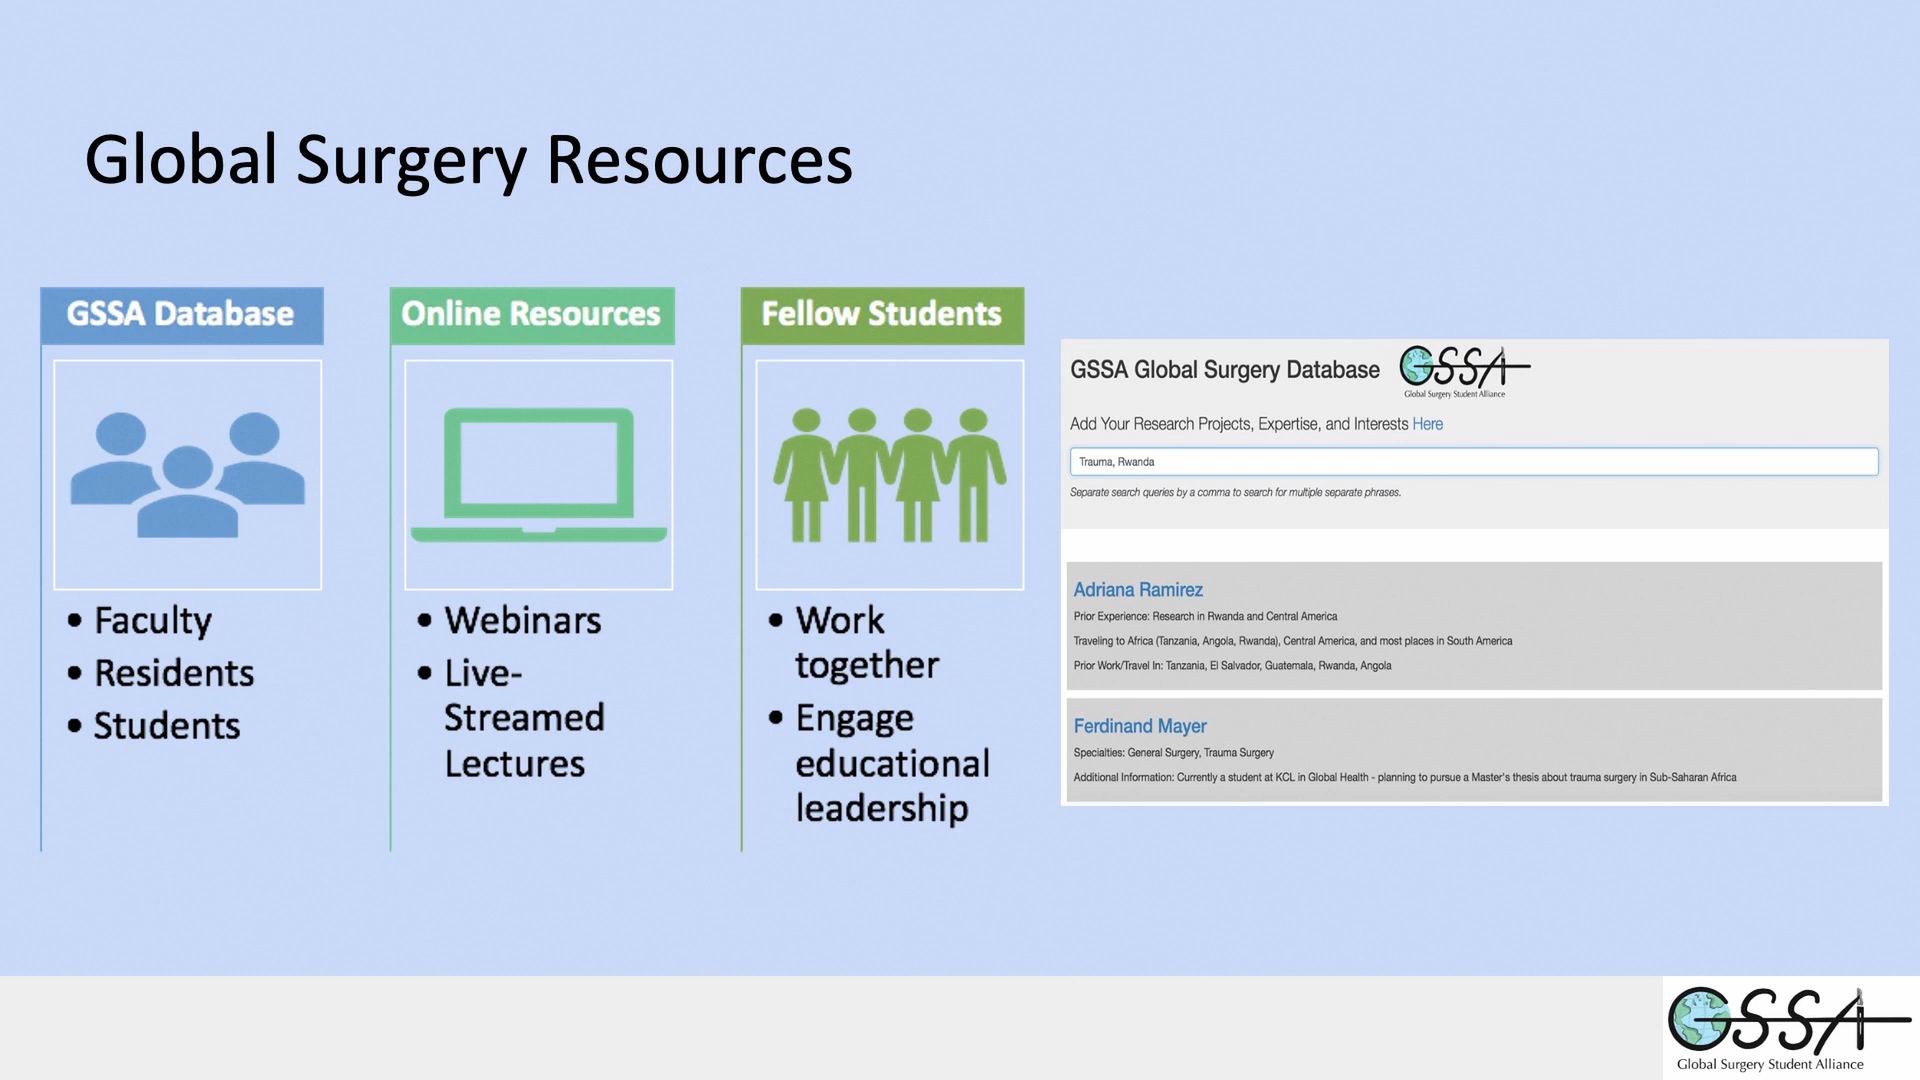 Global Surgery Resources
GSSA Database
• Faculty
• Residents
• Students
Online Resources
• Webinars
• Live-
Streamed
Lectures
Fellow Students
• Work
together
• Engage
educational
leadership
GSSA Global Surgery Database
GSSA
Global Surgery Student Alliance
Add Your Research Projects, Expertise, and Interests Here
Trauma, Rwanda
Separate search queries by a comma to search for multiple separate phrases.
Adriana Ramirez
Prior Experience: Research in Rwanda and Central America
Traveling to Africa (Tanzania, Angola, Rwanda), Central America, and most places in South America
Prior Work/Travel In: Tanzania, El Salvador, Guatemala, Rwanda, Angola
Ferdinand Mayer
Specialties: General Surgery, Trauma Surgery
Additional Information: Currently a student at KCL in Global Health - planning to pursue a Master's thesis about trauma surgery in Sub-Saharan Africa
GSSA
Global Surgery Student Alliance